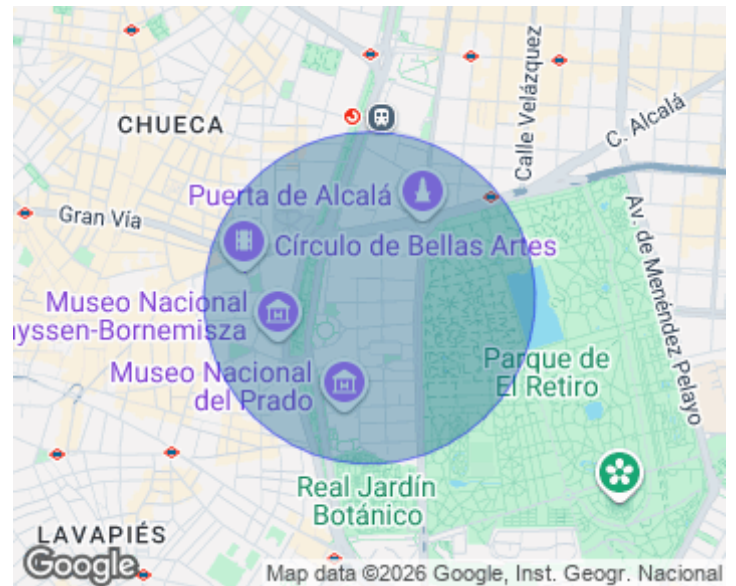 CHUECA
Calle Velázquez
C. Alcalá
Puerta de Alcalá
Gran Vía
Círculo de Bellas Artes
Av. de Menéndez Pelayo
Museo Nacional
nyssen-Bornemisza
Museo Nacional
del Prado
Parque de
El Retiro
Real Jardín
Botánico
LAVAPIÉS
Google
Map data ©2026 Google, Inst. Geogr. Nacional